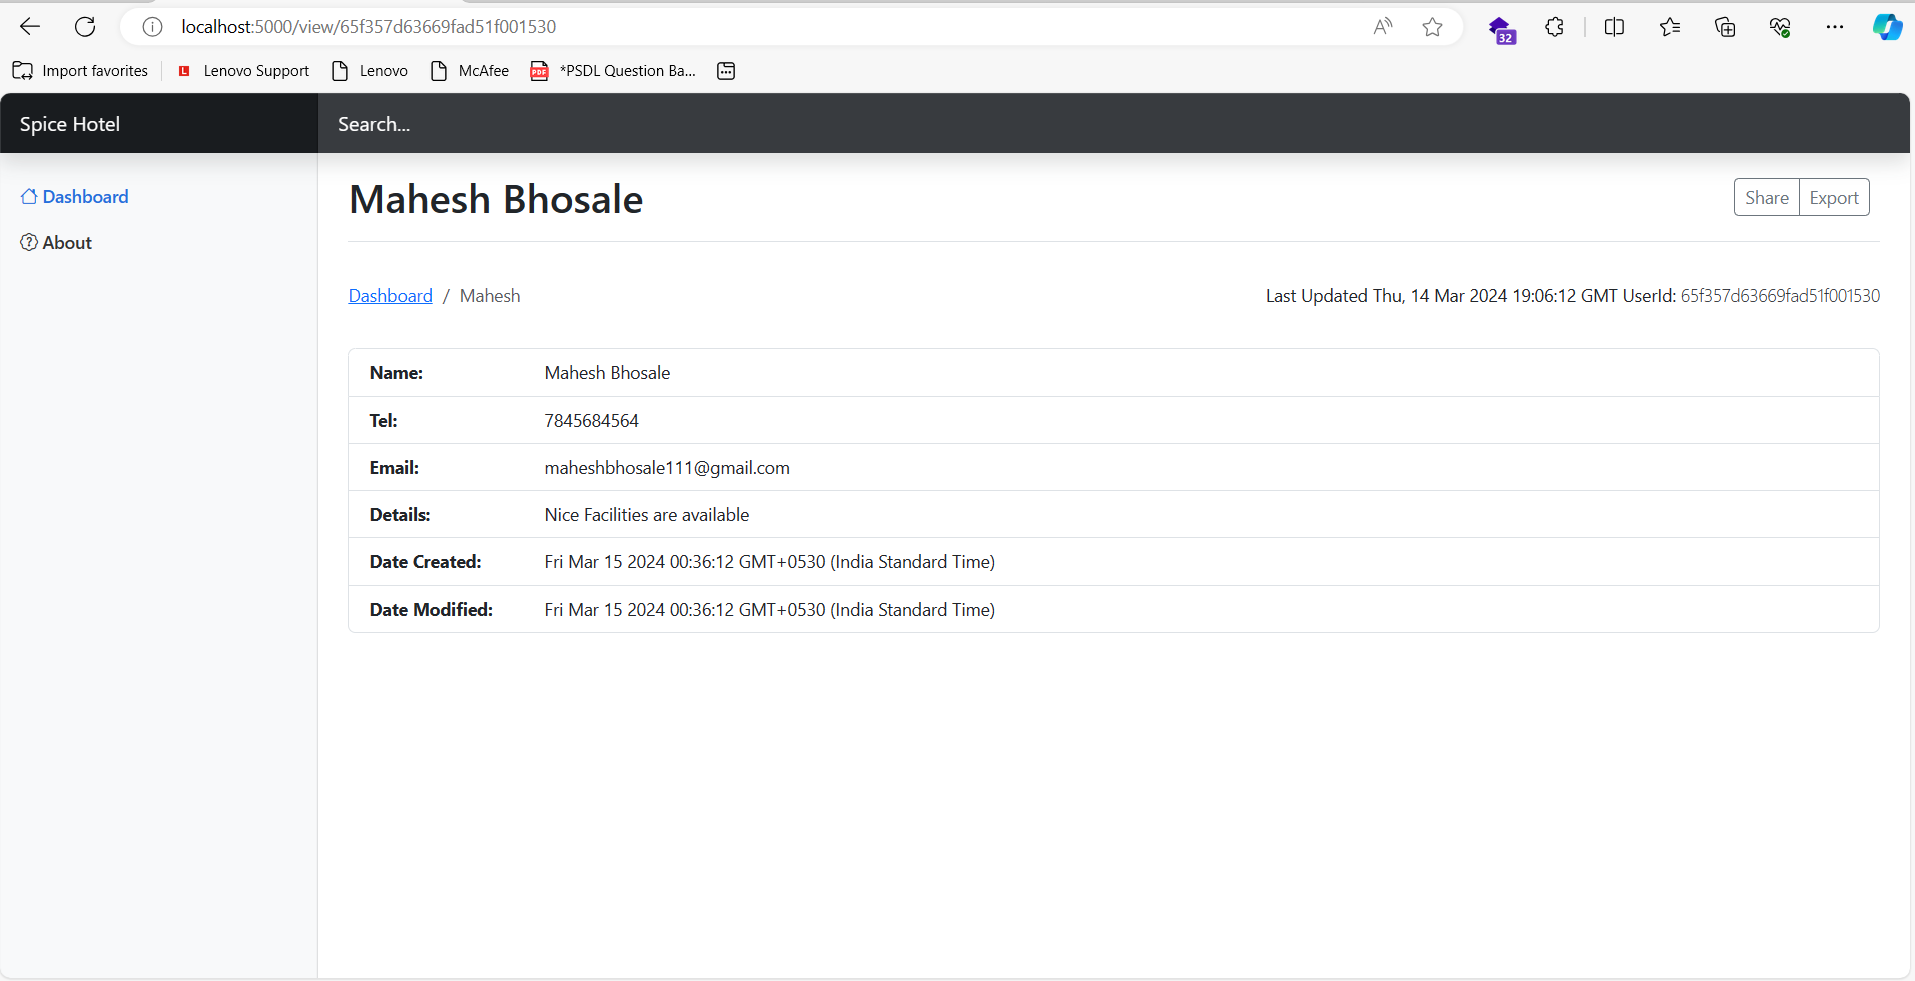 localhost:5000/view/65f357d63669fad51f001530
32
Import favorites
Lenovo Support
Lenovo
McAfee
PDF
*PSDL Question Ba...
Spice Hotel
Search...
Dashboard
About
Mahesh Bhosale
Share
Export
Dashboard / Mahesh
Last Updated Thu, 14 Mar 2024 19:06:12 GMT UserId: 65f357d63669fad51f001530
Name: Mahesh Bhosale
Tel: 7845684564
Email: maheshbhosale111@gmail.com
Details: Nice Facilities are available
Date Created: Fri Mar 15 2024 00:36:12 GMT+0530 (India Standard Time)
Date Modified: Fri Mar 15 2024 00:36:12 GMT+0530 (India Standard Time)